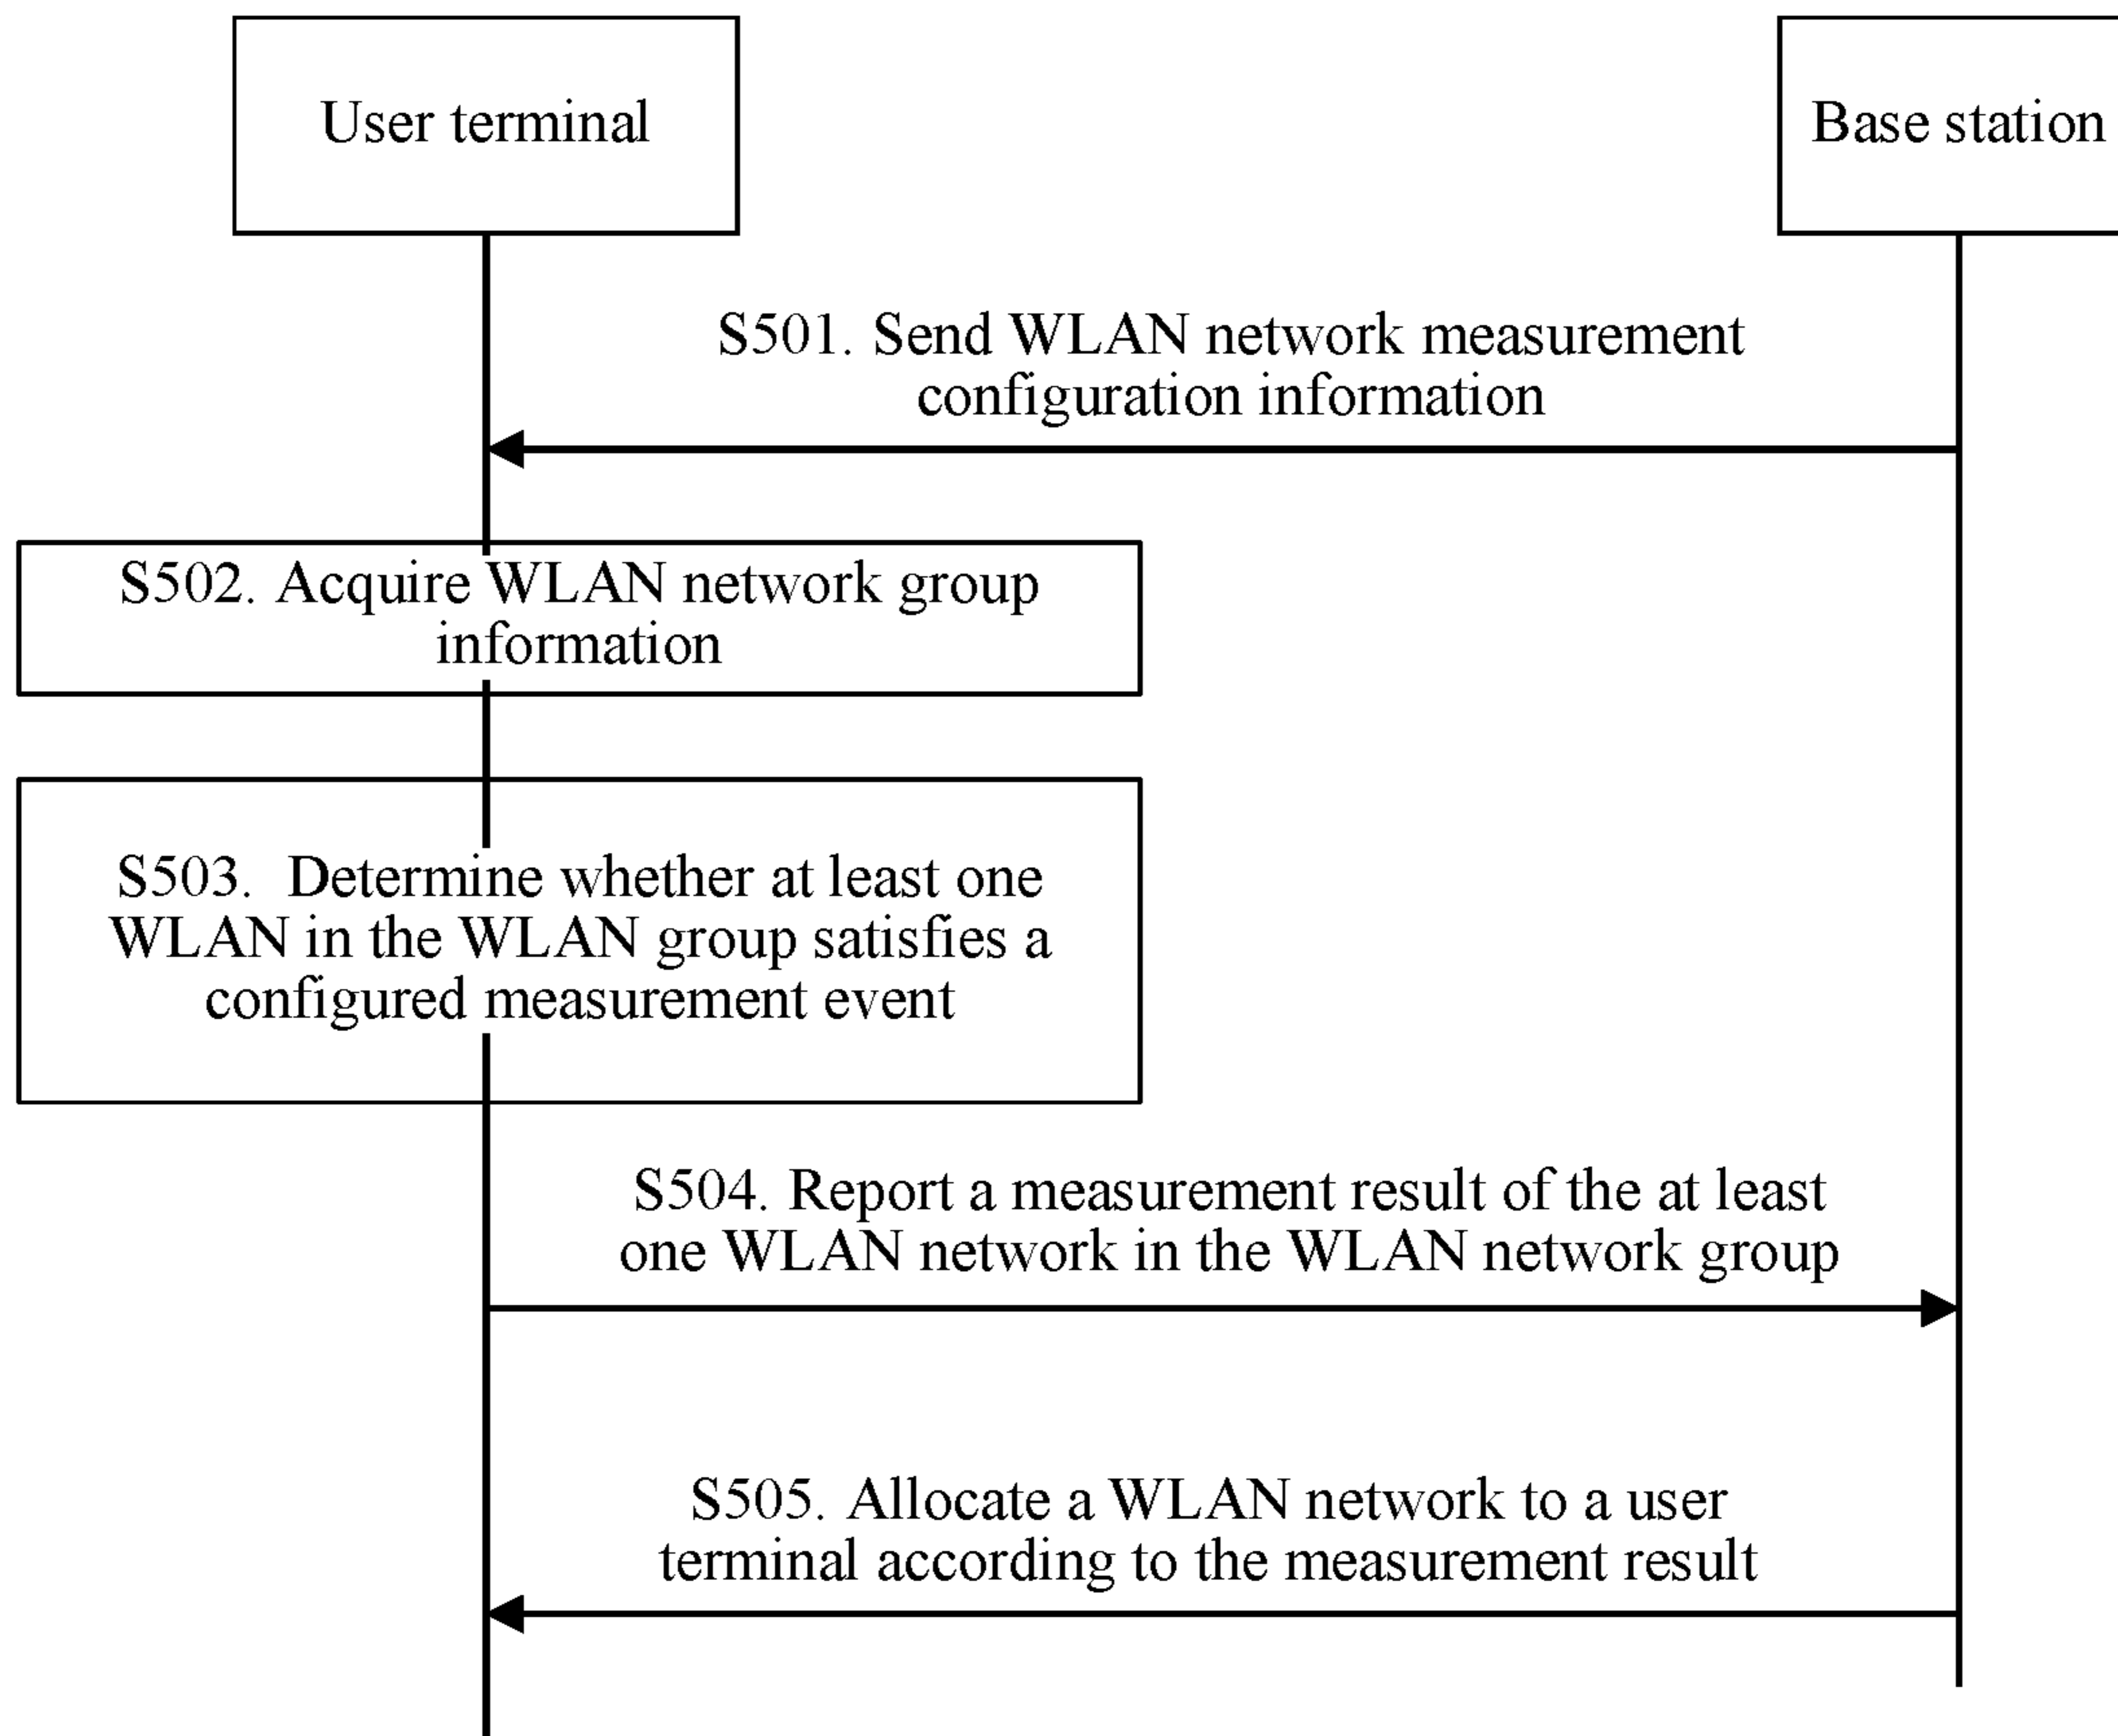 User terminal
Base station
S501. Send WLAN network measurement
configuration information
S502. Acquire WLAN network group
information
S503. Determine whether at least one
WLAN in the WLAN group satisfies a
configured measurement event
S504. Report a measurement result of the at least
one WLAN network in the WLAN network group
S505. Allocate a WLAN network to a user
terminal according to the measurement result